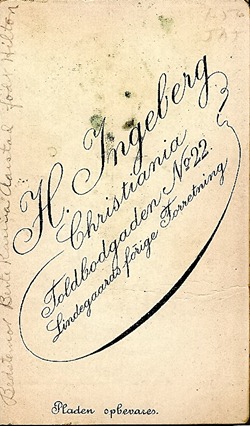 H. Ingeberg
Christiania
Toldbodgaden No 22.
Lindegaards forige Forretning
Pladen opbevares.